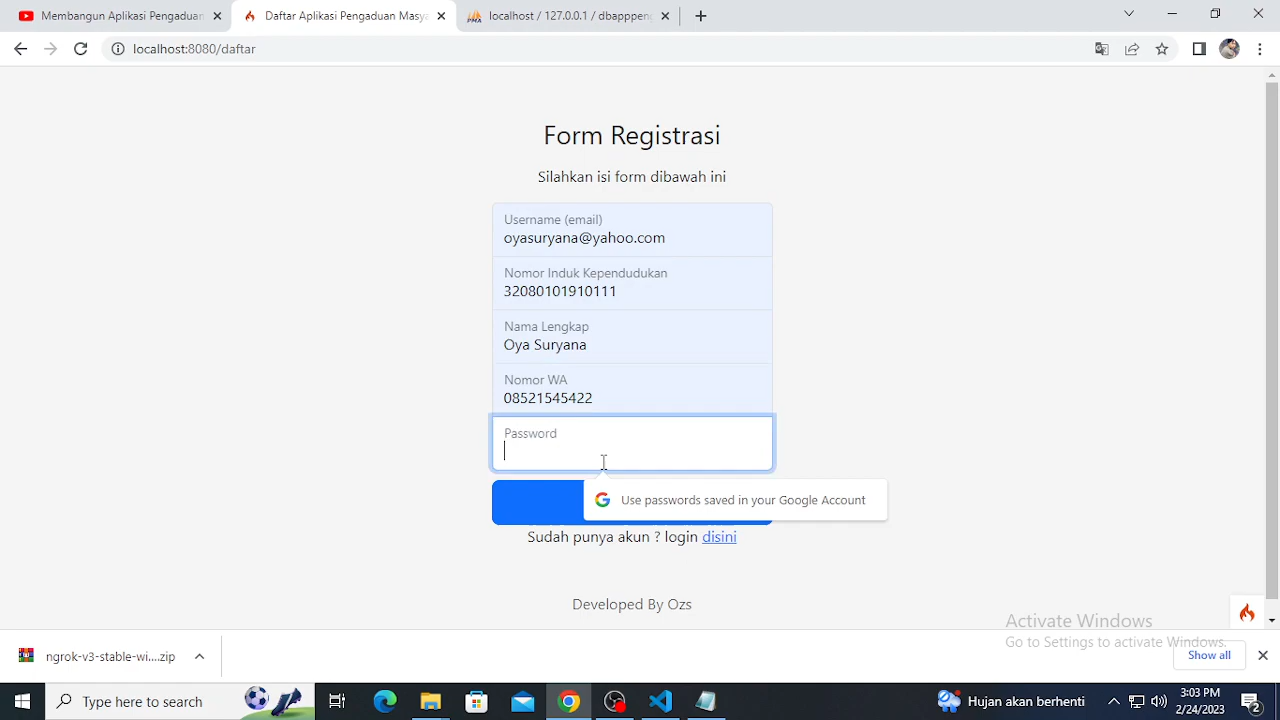 Membangun Aplikasi Pengaduan
Daftar Aplikasi Pengaduan Masya
localhost / 127.0.0.1 / dbapppeng
localhost:8080/daftar
Form Registrasi
Silahkan isi form dibawah ini
Username (email)
oyasuryana@yahoo.com
Nomor Induk Kependudukan
32080101910111
Nama Lengkap
Oya Suryana
Nomor WA
08521545422
Password
Use passwords saved in your Google Account
Sudah punya akun ? login disini
Developed By Ozs
Activate Windows
Go to Settings to activate Windows.
ngrok-v3-stable-wi....zip
Show all
Type here to search
Hujan akan berhenti
3:03 PM
2/24/2023
2